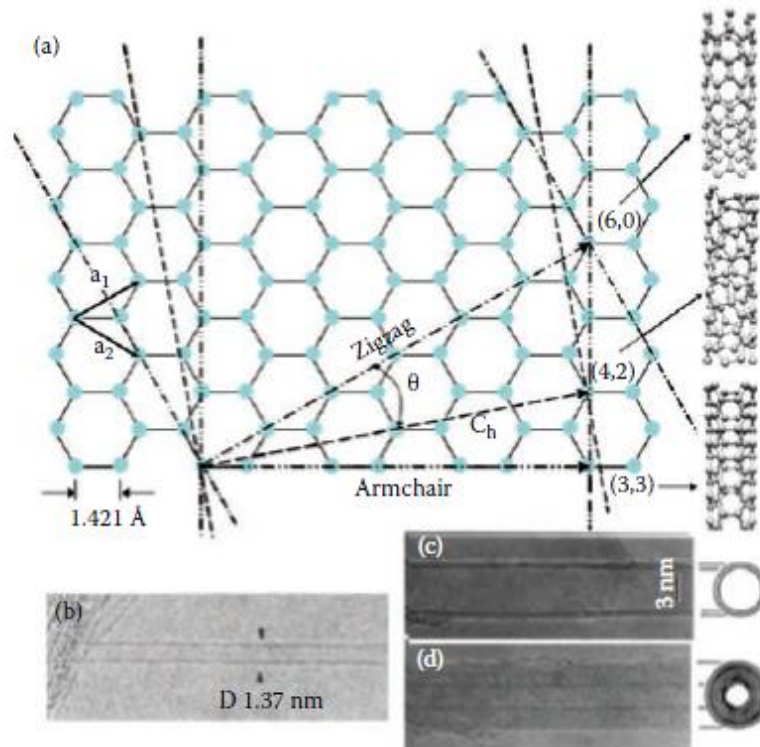 (a)
(6,0)
a1
Zigzag
a2
(4,2)
θ
Ch
(3,3)
Armchair
1.421 Å
(c)
3 nm
(b)
(d)
D 1.37 nm